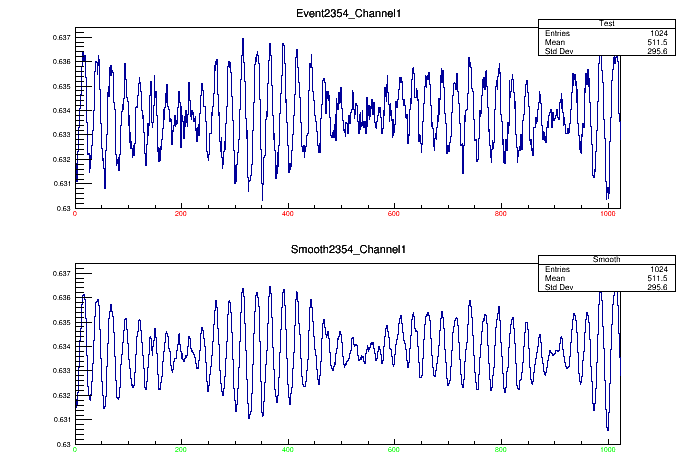 Event2354_Channel1
Test
Entries 1024
Mean 511.5
Std Dev 295.6
0.637
0.636
0.635
0.634
0.633
0.632
0.631
0.63
0 200 400 600 800 1000
Smooth2354_Channel1
Smooth
Entries 1024
Mean 511.5
Std Dev 295.6
0.637
0.636
0.635
0.634
0.633
0.632
0.631
0.63
0 200 400 600 800 1000